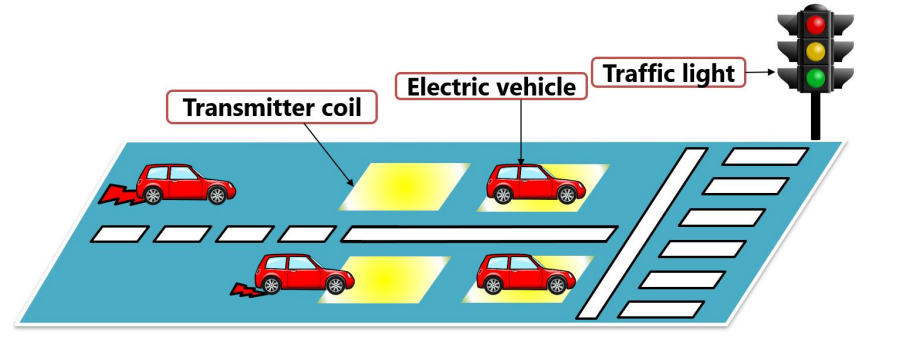 Traffic light
Electric vehicle
Transmitter coil